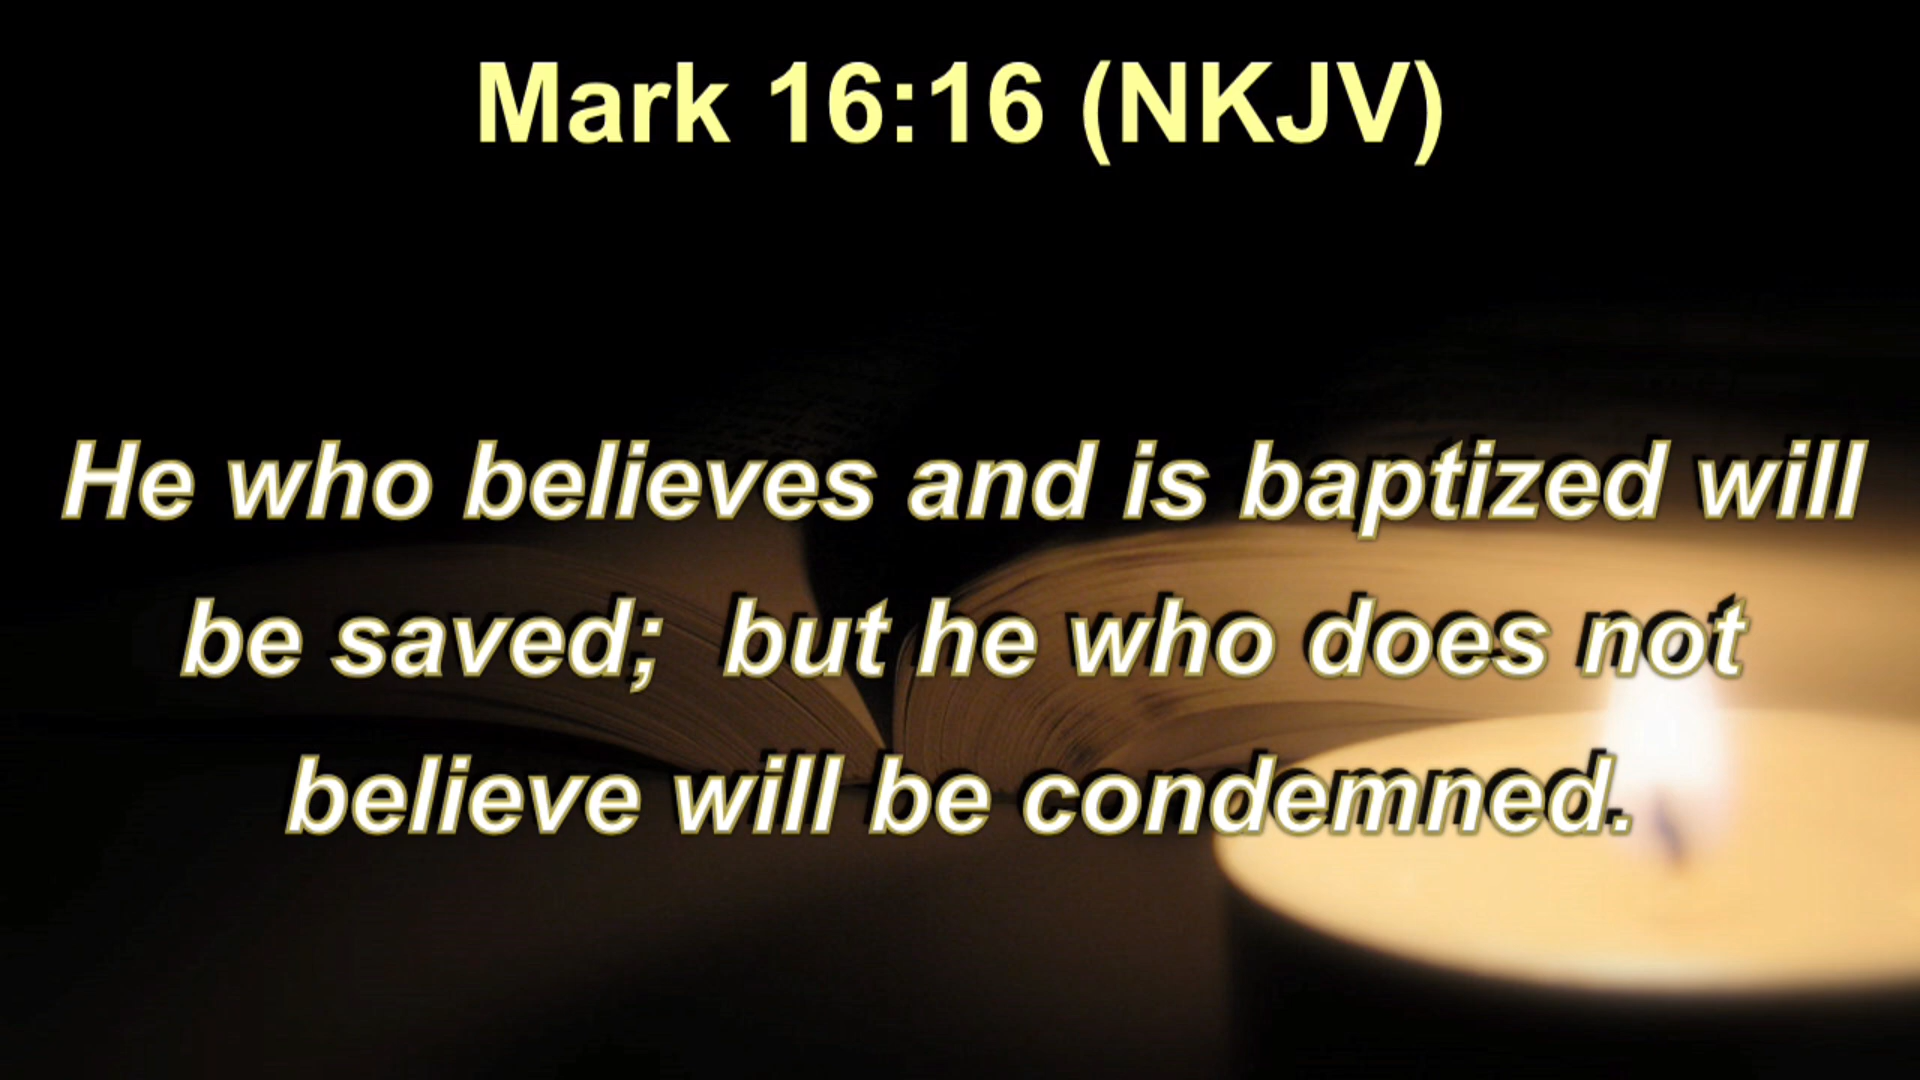 Mark 16:16 (NKJV)
He who believes and is baptized will
be saved;  but he who does not
believe will be condemned.